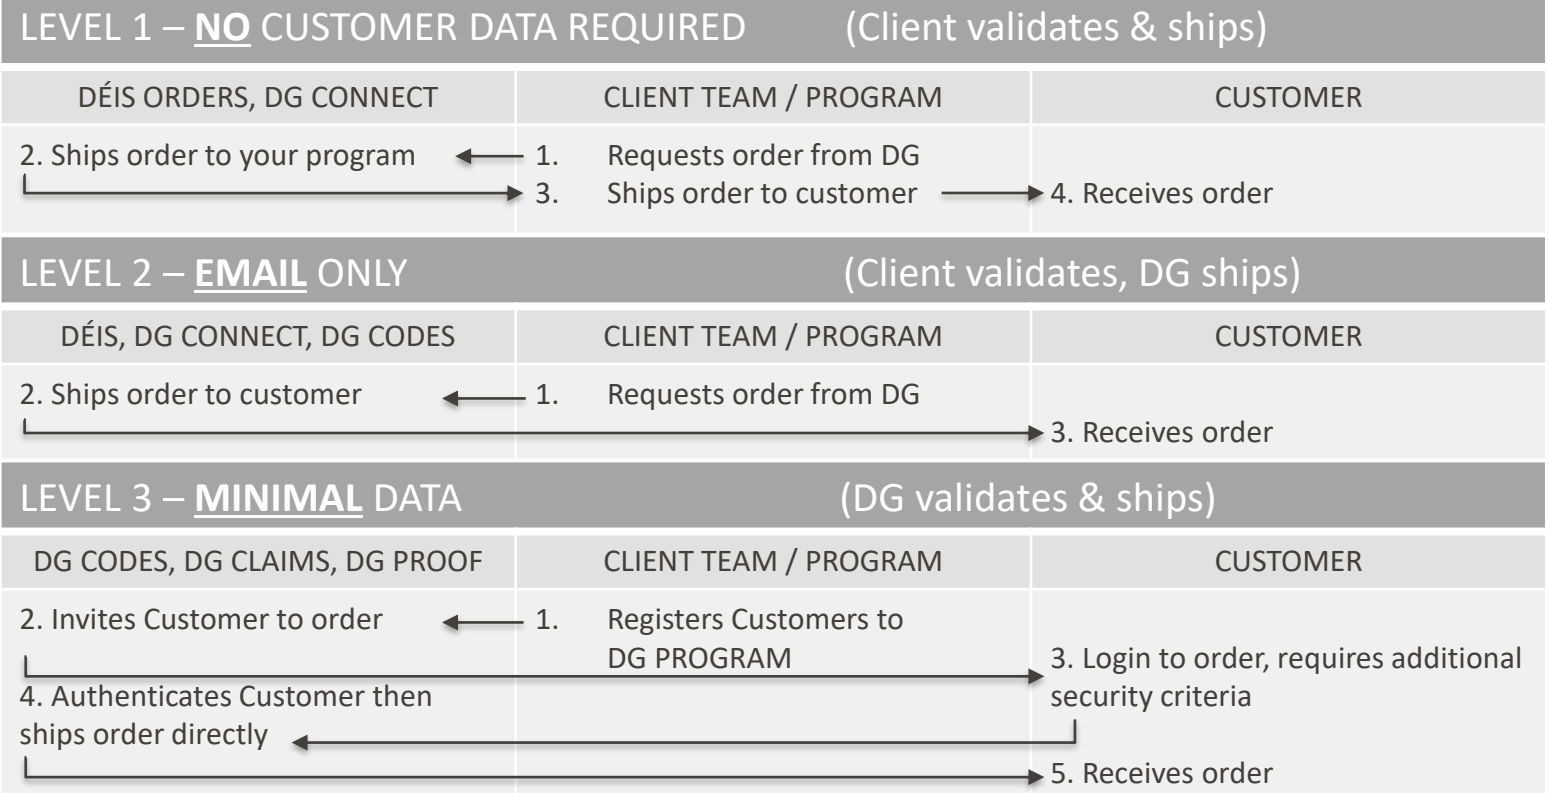 LEVEL 1 – NO CUSTOMER DATA REQUIRED (Client validates & ships)
DÉIS ORDERS, DG CONNECT CLIENT TEAM / PROGRAM CUSTOMER
2. Ships order to your program 1. Requests order from DG
3. Ships order to customer 4. Receives order
LEVEL 2 – EMAIL ONLY (Client validates, DG ships)
DÉIS, DG CONNECT, DG CODES CLIENT TEAM / PROGRAM CUSTOMER
2. Ships order to customer 1. Requests order from DG
3. Receives order
LEVEL 3 – MINIMAL DATA (DG validates & ships)
DG CODES, DG CLAIMS, DG PROOF CLIENT TEAM / PROGRAM CUSTOMER
2. Invites Customer to order 1. Registers Customers to
DG PROGRAM
3. Login to order, requires additional
security criteria
4. Authenticates Customer then
ships order directly
5. Receives order